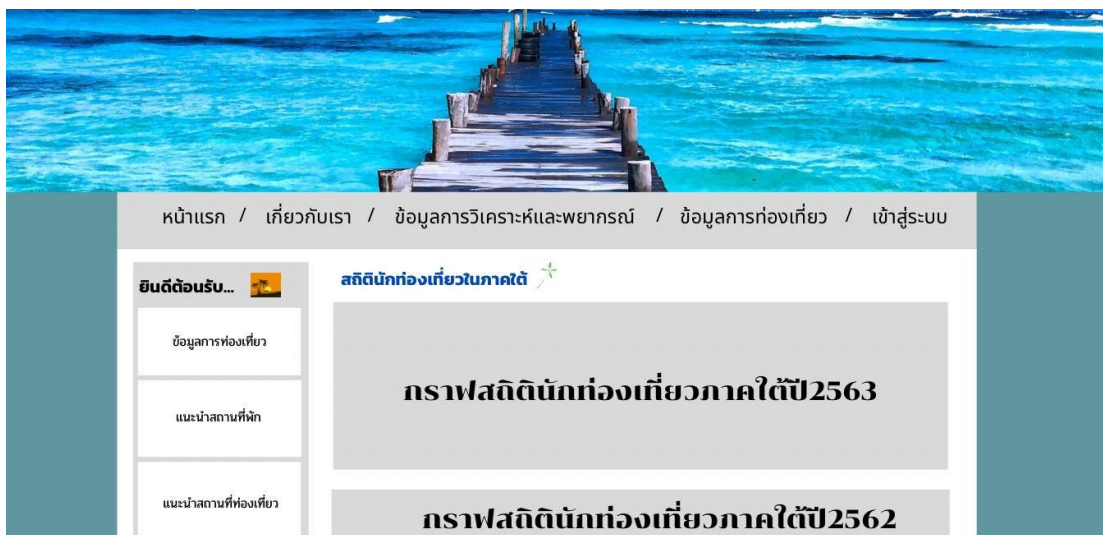 หน้าแรก / เกี่ยวกับเรา / ข้อมูลการวิเคราะห์และพยากรณ์ / ข้อมูลการท่องเที่ยว / เข้าสู่ระบบ
ยินดีต้อนรับ...
ข้อมูลการท่องเที่ยว
แนะนำสถานที่พัก
แนะนำสถานที่ท่องเที่ยว
สถิตินักท่องเที่ยวในภาคใต้
กราฟสถิตินักท่องเที่ยวภาคใต้ปี2563
กราฟสถิตินักท่องเที่ยวภาคใต้ปี2562